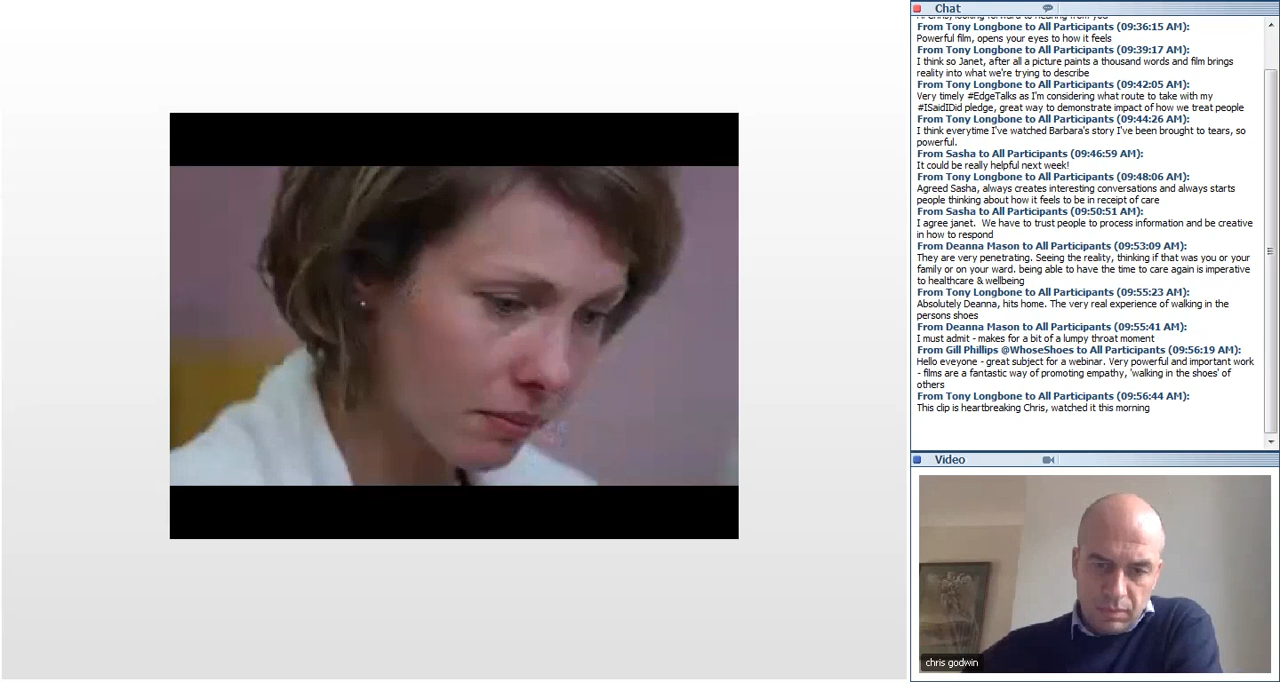 Chat
From Tony Longbone to All Participants (09:36:15 AM):
Powerful film, opens your eyes to how it feels
From Tony Longbone to All Participants (09:39:17 AM):
I think so Janet, after all a picture paints a thousand words and film brings
reality into what we're trying to describe
From Tony Longbone to All Participants (09:42:05 AM):
Very timely #EdgeTalks as I'm considering what route to take with my
#ISaidIDid pledge, great way to demonstrate impact of how we treat people
From Tony Longbone to All Participants (09:44:26 AM):
I think everytime I've watched Barbara's story I've been brought to tears, so
powerful.
From Sasha to All Participants (09:46:59 AM):
It could be really helpful next week!
From Tony Longbone to All Participants (09:48:06 AM):
Agreed Sasha, always creates interesting conversations and always starts
people thinking about how it feels to be in receipt of care
From Sasha to All Participants (09:50:51 AM):
I agree janet. We have to trust people to process information and be creative
in how to respond
From Deanna Mason to All Participants (09:53:09 AM):
They are very penetrating. Seeing the reality, thinking if that was you or your
family or on your ward. being able to have the time to care again is imperative
to healthcare & wellbeing
From Tony Longbone to All Participants (09:55:23 AM):
Absolutely Deanna, hits home. The very real experience of walking in the
persons shoes
From Deanna Mason to All Participants (09:55:41 AM):
I must admit - makes for a bit of a lumpy throat moment
From Gill Phillips @WhoseShoes to All Participants (09:56:19 AM):
Hello eveyone - great subject for a webinar. Very powerful and important work
- films are a fantastic way of promoting empathy, 'walking in the shoes' of
others
From Tony Longbone to All Participants (09:56:44 AM):
This clip is heartbreaking Chris, watched it this morning
Video
chris godwin